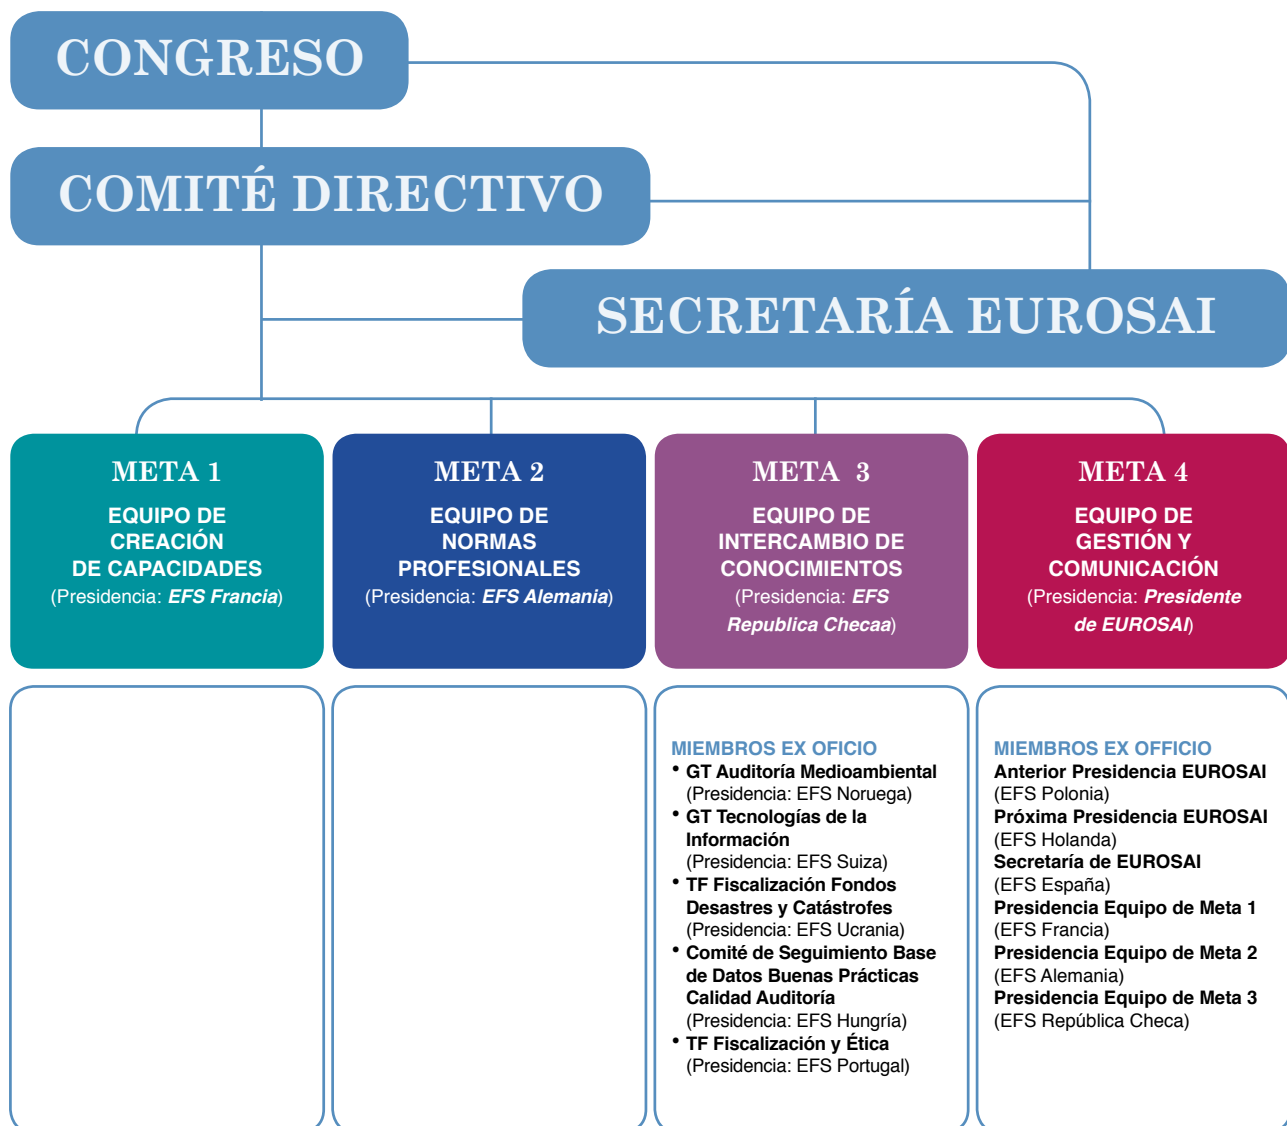 CONGRESO
COMITÉ DIRECTIVO
SECRETARÍA EUROSAI
META 1
EQUIPO DE
CREACIÓN
DE CAPACIDADES
(Presidencia: EFS Francia)
META 2
EQUIPO DE
NORMAS
PROFESIONALES
(Presidencia: EFS Alemania)
META 3
EQUIPO DE
INTERCAMBIO DE
CONOCIMIENTOS
(Presidencia: EFS
Republica Checaa)
META 4
EQUIPO DE
GESTIÓN Y
COMUNICACIÓN
(Presidencia: Presidente
de EUROSAI)
MIEMBROS EX OFICIO
• GT Auditoría Medioambiental
(Presidencia: EFS Noruega)
• GT Tecnologías de la
Información
(Presidencia: EFS Suiza)
• TF Fiscalización Fondos
Desastres y Catástrofes
(Presidencia: EFS Ucrania)
• Comité de Seguimiento Base
de Datos Buenas Prácticas
Calidad Auditoría
(Presidencia: EFS Hungría)
• TF Fiscalización y Ética
(Presidencia: EFS Portugal)
MIEMBROS EX OFFICIO
Anterior Presidencia EUROSAI
(EFS Polonia)
Próxima Presidencia EUROSAI
(EFS Holanda)
Secretaría de EUROSAI
(EFS España)
Presidencia Equipo de Meta 1
(EFS Francia)
Presidencia Equipo de Meta 2
(EFS Alemania)
Presidencia Equipo de Meta 3
(EFS República Checa)